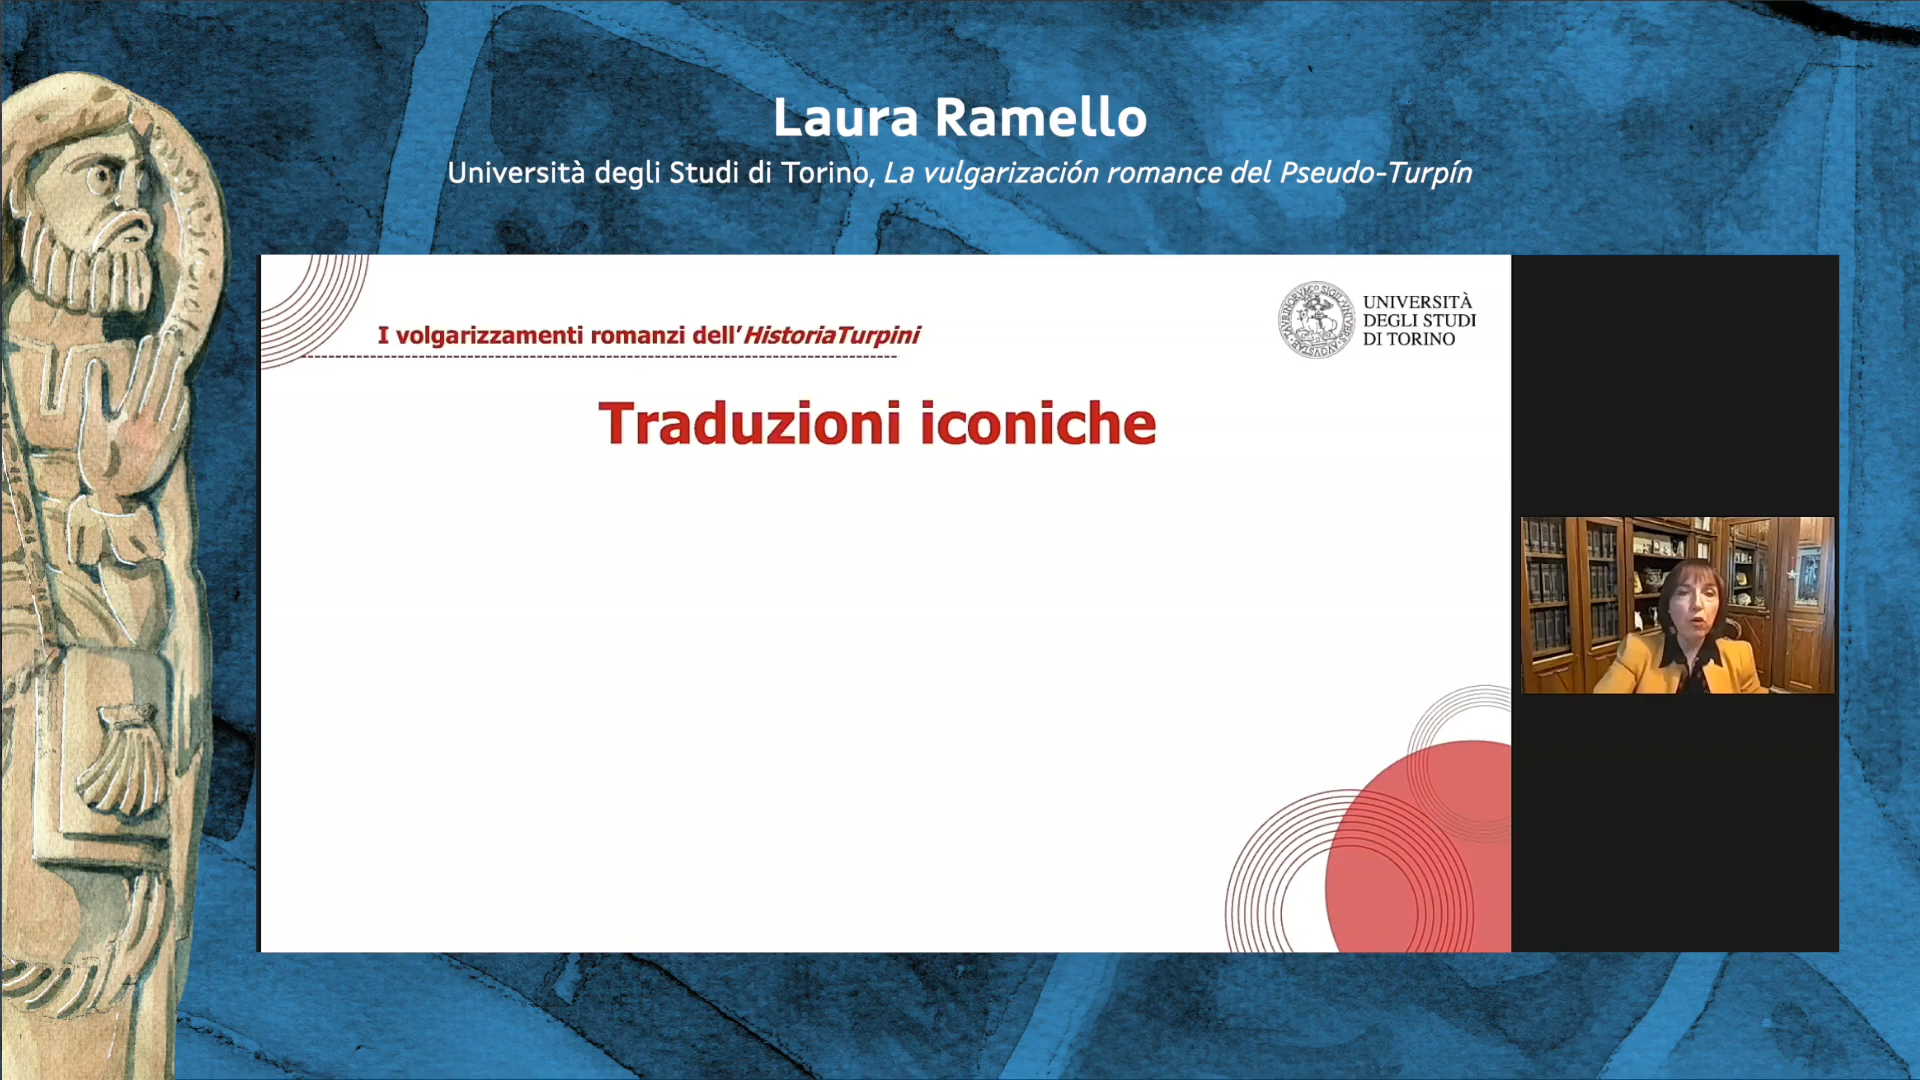 Laura Ramello
Università degli Studi di Torino, La vulgarización romance del Pseudo-Turpín
I volgarizzamenti romanzi dell’HistoriaTurpini
UNIVERSITÀ
DEGLI STUDI
DI TORINO
Traduzioni iconiche